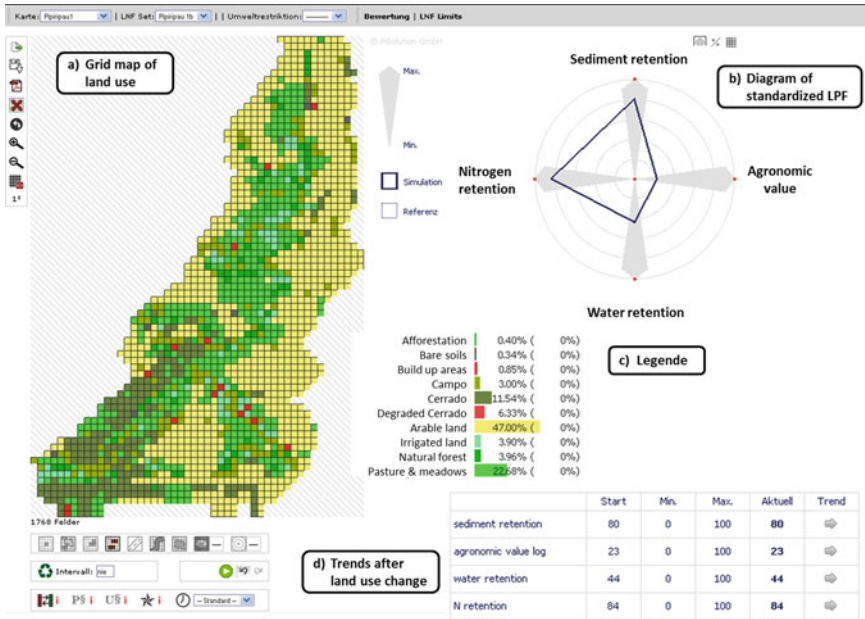 Karte: Pipiripau1 | LNF Set: Pipiripau 1b | | Umweltrestriktion: Bewertung | LNF Limits
a) Grid map of
land use
© PiSolution GmbH
Max.
Min.
Simulation
Referenz
Sediment retention
b) Diagram of
standardized LPF
Nitrogen
retention
Agronomic
value
Water retention
c) Legende
Afforestation 0.40% ( 0%)
Bare soils 0.34% ( 0%)
Build up areas 0.85% ( 0%)
Campo 3.00% ( 0%)
Cerrado 11.54% ( 0%)
Degraded Cerrado 6.33% ( 0%)
Arable land 47.00% ( 0%)
Irrigated land 3.90% ( 0%)
Natural forest 3.96% ( 0%)
Pasture & meadows 22.68% ( 0%)
1768 Felder
Intervall: nie
P§ i U§ i i -- Standard --
d) Trends after
land use change
Start Min. Max. Aktuell Trend
sediment retention 80 0 100 80
agronomic value log 23 0 100 23
water retention 44 0 100 44
N retention 84 0 100 84